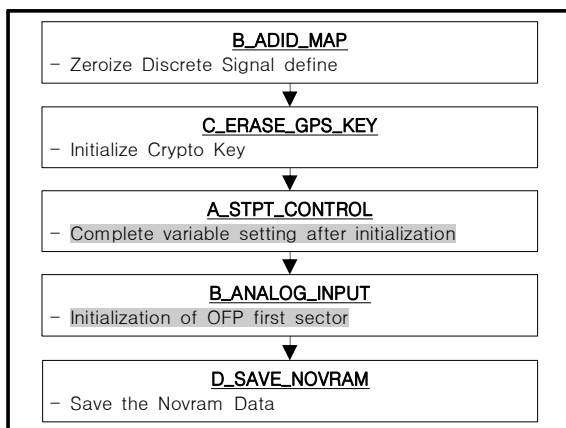 B_ADID_MAP
- Zeroize Discrete Signal define
C_ERASE_GPS_KEY
- Initialize Crypto Key
A_STPT_CONTROL
- Complete variable setting after initialization
B_ANALOG_INPUT
- Initialization of OFP first sector
D_SAVE_NOVRAM
- Save the Novram Data